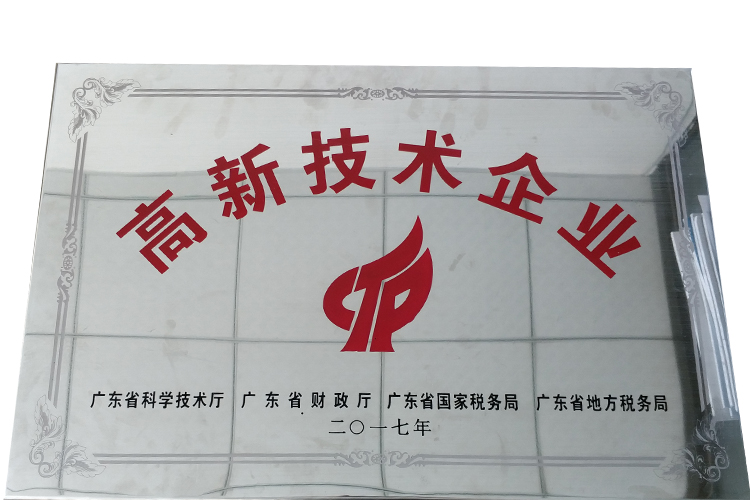 高新技术企业
广东省科学技术厅 广东省财政厅 广东省国家税务局 广东省地方税务局
二〇一七年